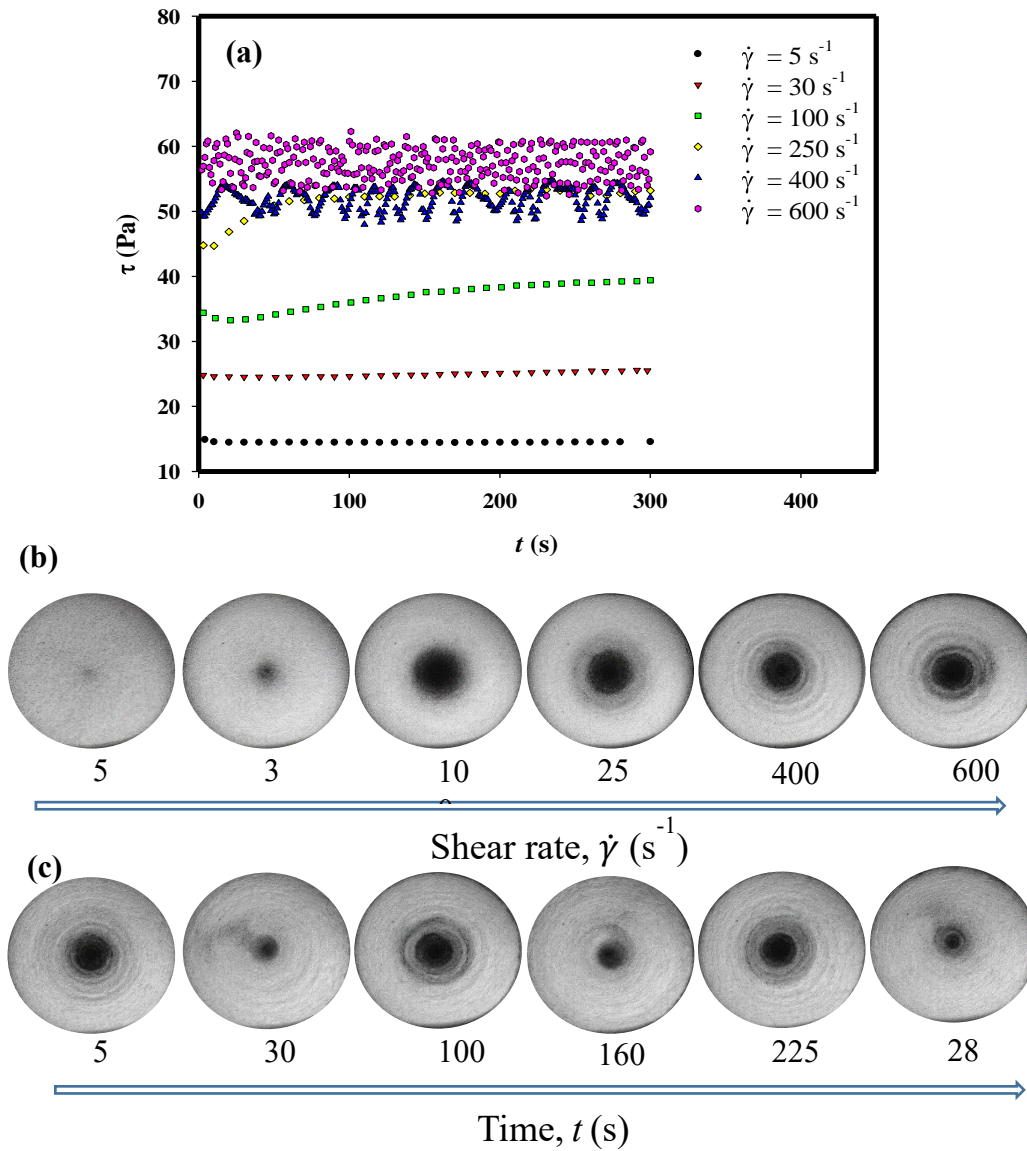 (a)
γ̇ = 5 s⁻¹
γ̇ = 30 s⁻¹
γ̇ = 100 s⁻¹
γ̇ = 250 s⁻¹
γ̇ = 400 s⁻¹
γ̇ = 600 s⁻¹
80
70
60
50
40
30
20
10
τ (Pa)
0 100 200 300 400
t (s)
(b)
5 3 10 25 400 600
Shear rate, γ̇ (s⁻¹)
(c)
5 30 100 160 225 28
Time, t (s)